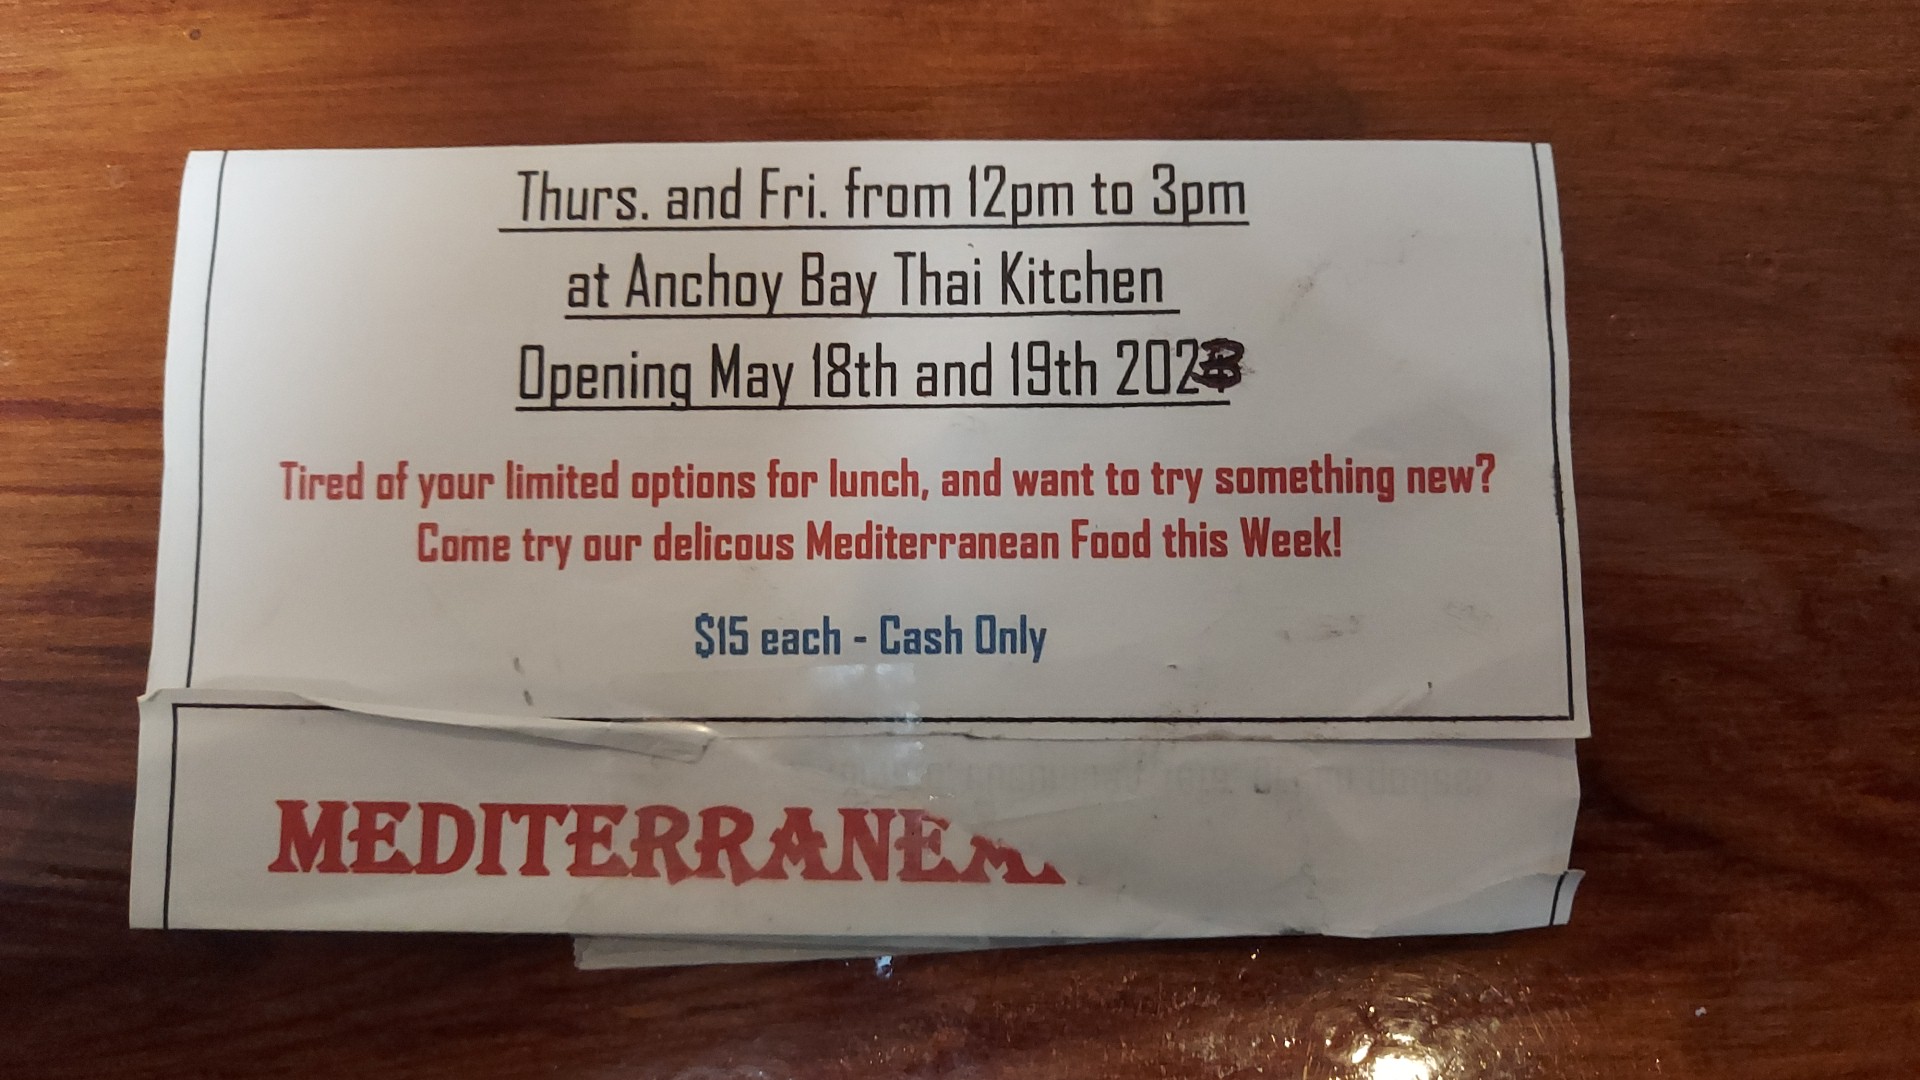 Thurs. and Fri. from 12pm to 3pm
at Anchoy Bay Thai Kitchen
Opening May 18th and 19th 2023
Tired of your limited options for lunch, and want to try something new?
Come try our delicous Mediterranean Food this Week!
$15 each - Cash Only
MEDITERRANEA